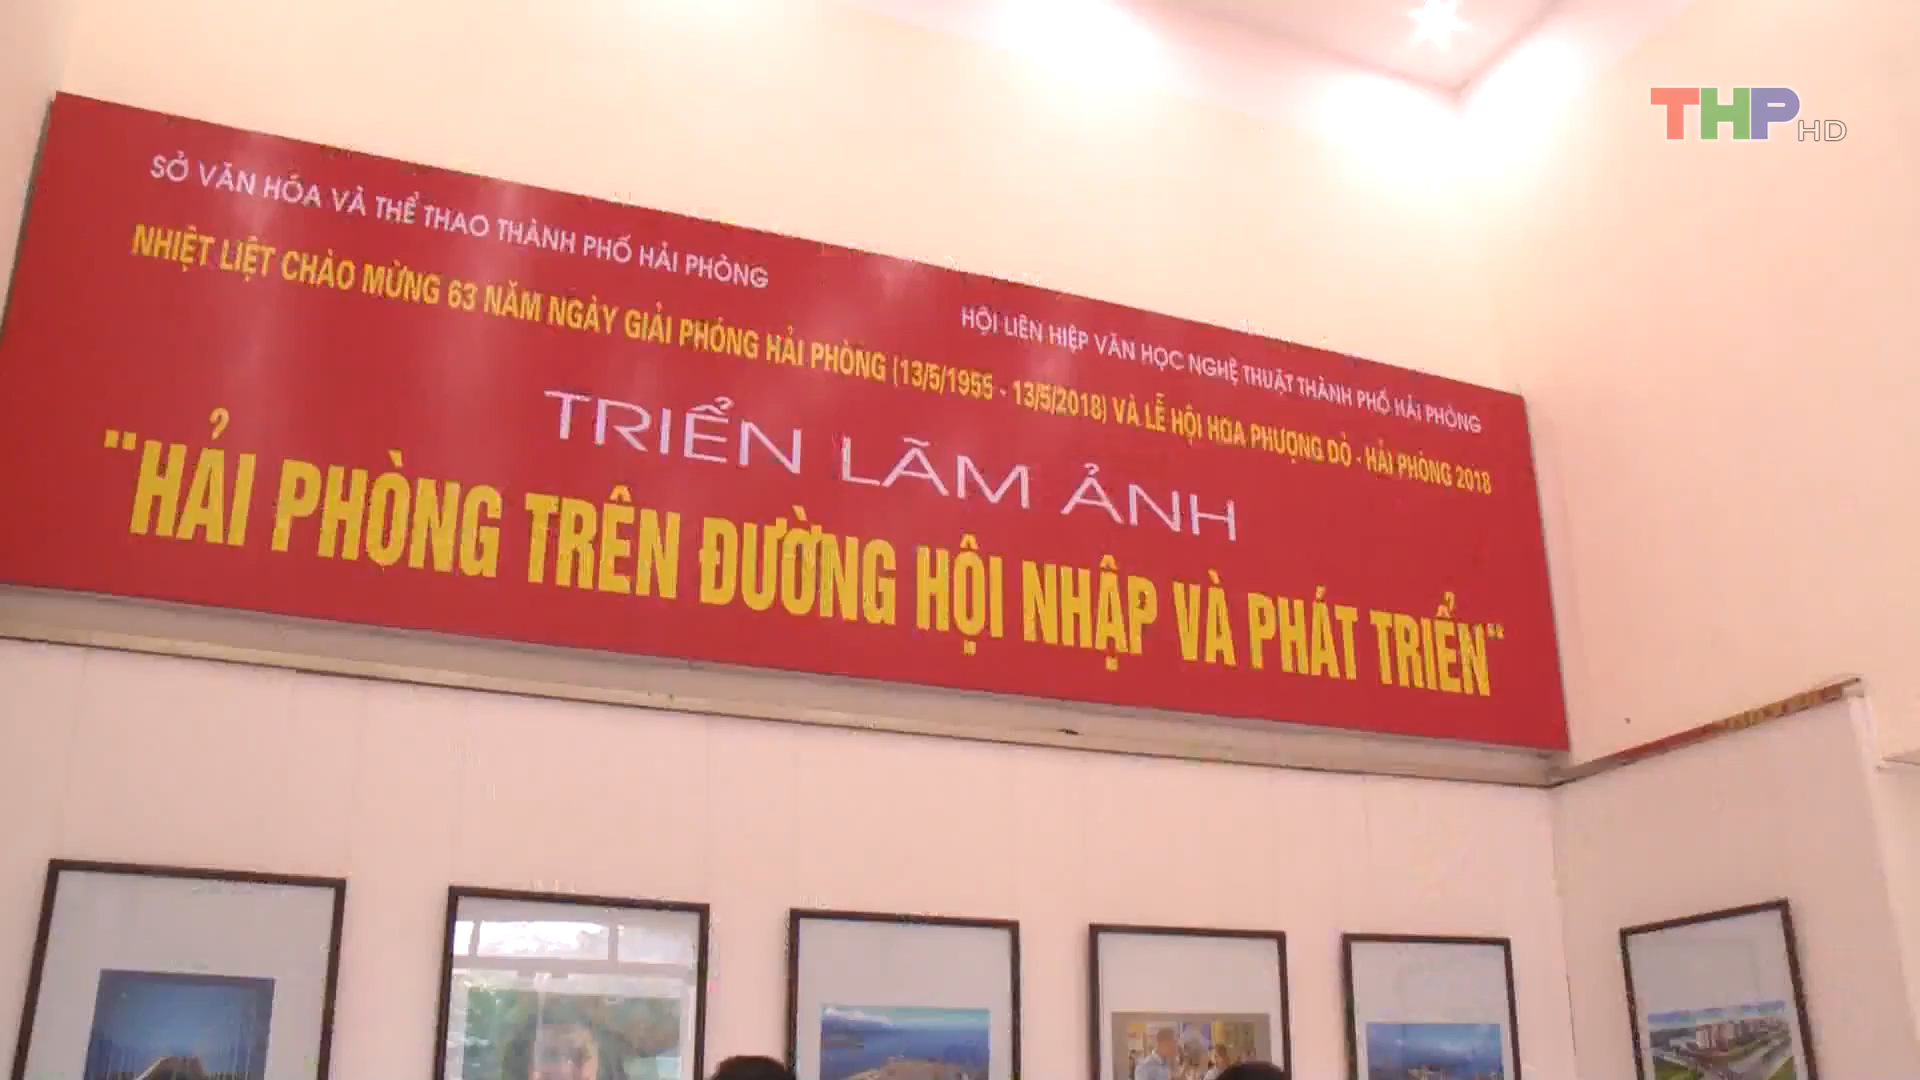 THP HD
SỞ VĂN HÓA VÀ THỂ THAO THÀNH PHỐ HẢI PHÒNG
HỘI LIÊN HIỆP VĂN HỌC NGHỆ THUẬT THÀNH PHỐ HẢI PHÒNG
NHIỆT LIỆT CHÀO MỪNG 63 NĂM NGÀY GIẢI PHÓNG HẢI PHÒNG (13/5/1955 - 13/5/2018) VÀ LỄ HỘI HOA PHƯỢNG ĐỎ - HẢI PHÒNG 2018
TRIỂN LÃM ẢNH
"HẢI PHÒNG TRÊN ĐƯỜNG HỘI NHẬP VÀ PHÁT TRIỂN"